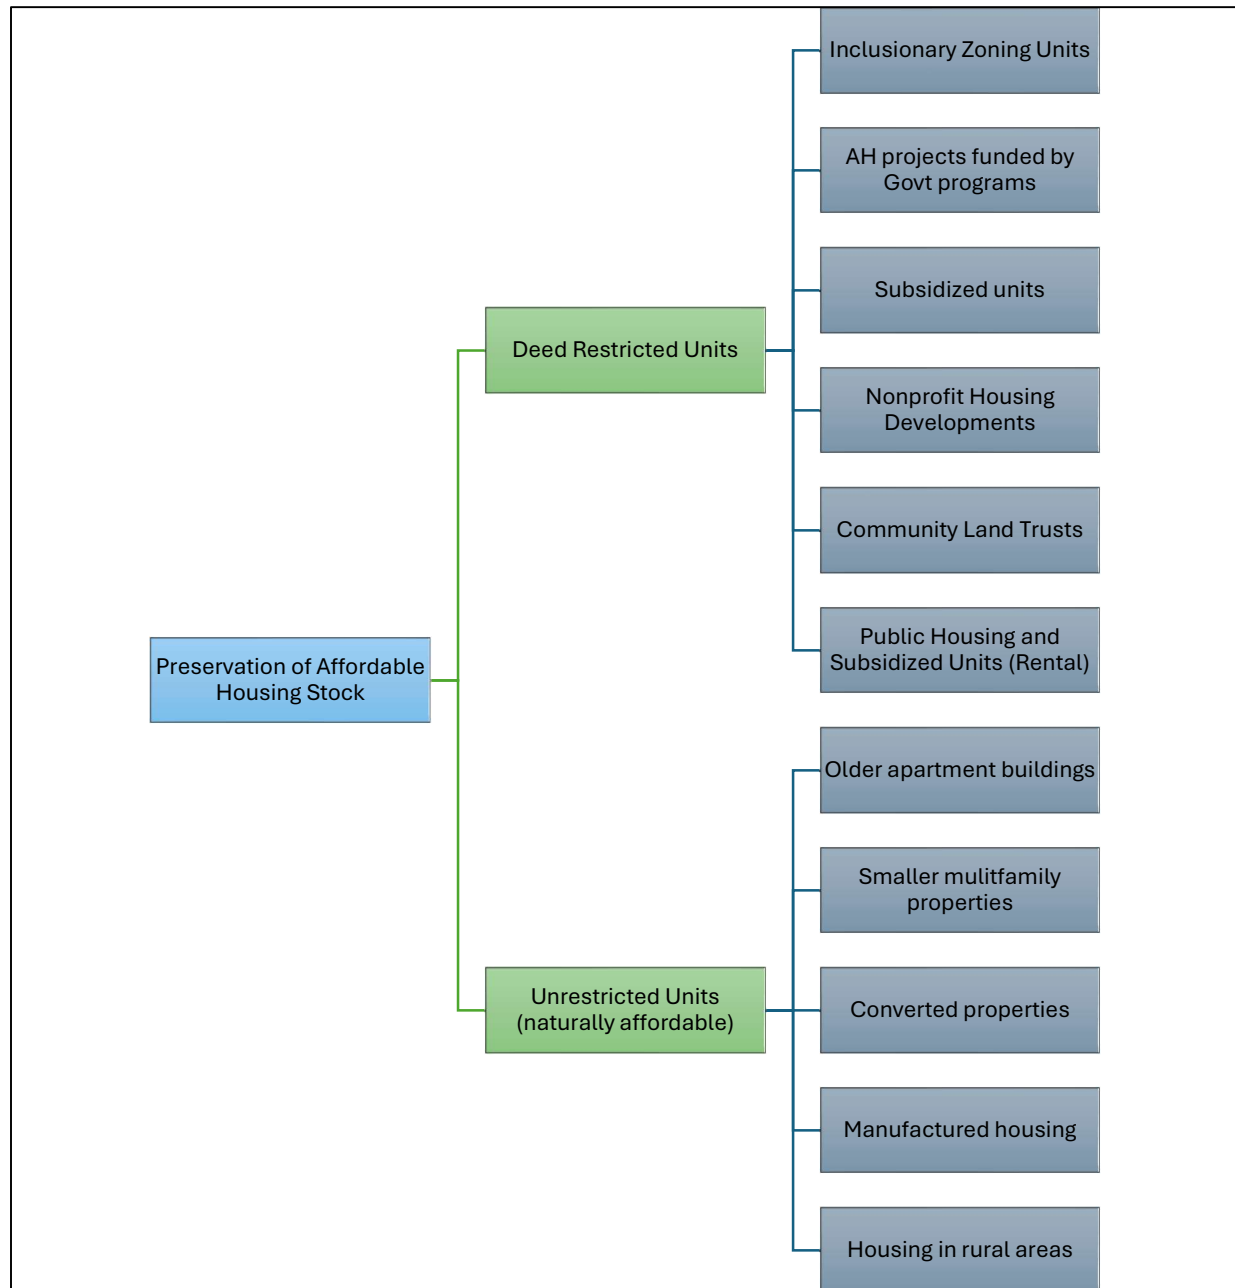 Inclusionary Zoning Units
AH projects funded by
Govt programs
Subsidized units
Deed Restricted Units
Nonprofit Housing
Developments
Community Land Trusts
Public Housing and
Subsidized Units (Rental)
Preservation of Affordable
Housing Stock
Older apartment buildings
Smaller mulitfamily
properties
Unrestricted Units
(naturally affordable)
Converted properties
Manufactured housing
Housing in rural areas